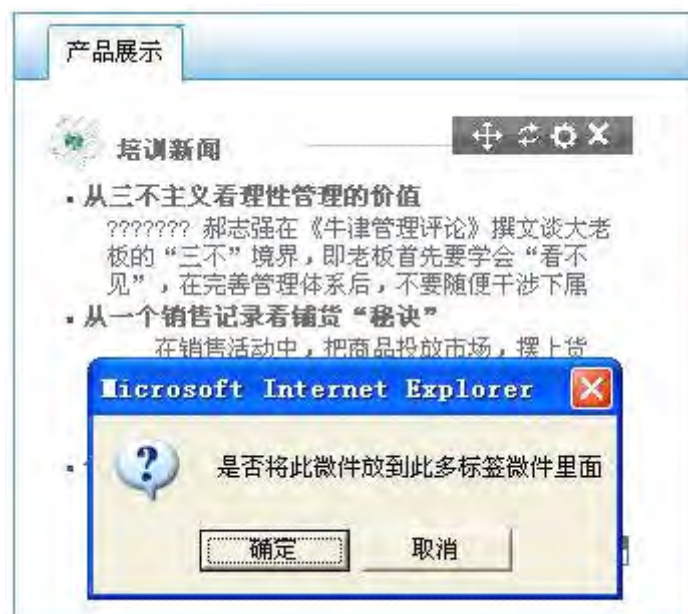 产品展示
培训新闻
从三不主义看理性管理的价值
??????? 郝志强在《牛津管理评论》撰文谈大老
板的“三不”境界，即老板首先要学会“看不
见”，在完善管理体系后，不要随便干涉下属
从一个销售记录看铺货“秘诀”
在销售活动中，把商品投放市场，摆上货
Microsoft Internet Explorer
是否将此微件放到此多标签微件里面
确定 取消